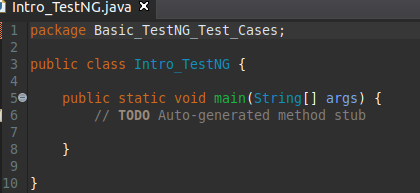 Intro_TestNG.java
1 package Basic_TestNG_Test_Cases;
2
3 public class Intro_TestNG {
4
5 public static void main(String[] args) {
6 // TODO Auto-generated method stub
7
8 }
9
10 }